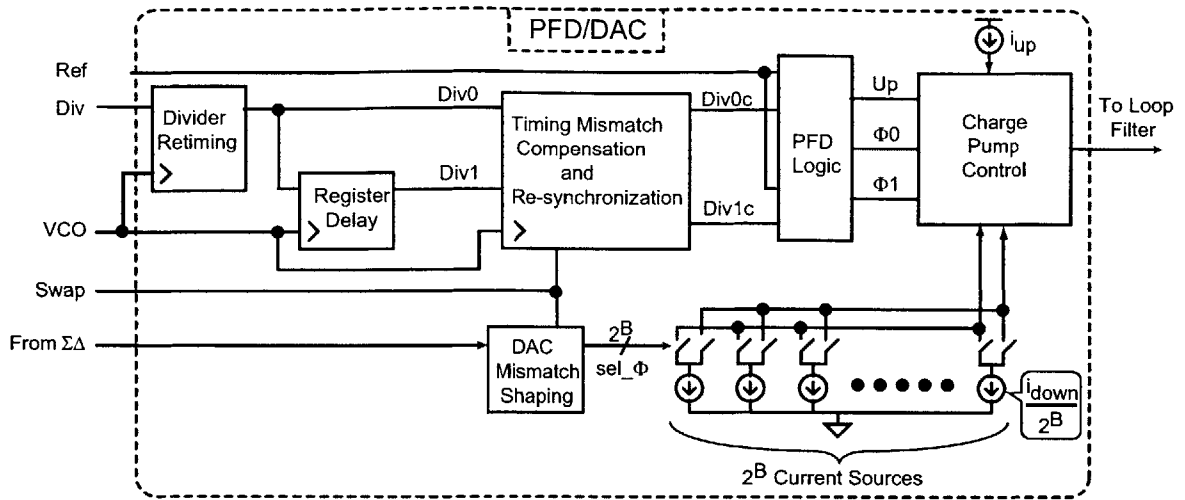 PFD/DAC
Ref
Div
VCO
Swap
From ΣΔ
Divider
Retiming
Register
Delay
Div0
Div1
Timing Mismatch
Compensation
and
Re-synchronization
Div0c
Div1c
PFD
Logic
Up
Φ0
Φ1
i_up
Charge
Pump
Control
To Loop
Filter
DAC
Mismatch
Shaping
2^B
sel_Φ
i_down
2^B
2^B Current Sources